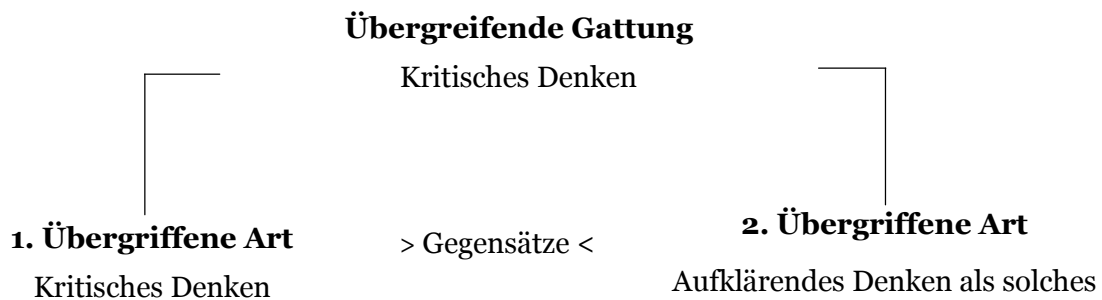 Übergreifende Gattung
Kritisches Denken
1. Übergriffene Art
> Gegensätze <
2. Übergriffene Art
Kritisches Denken
Aufklärendes Denken als solches